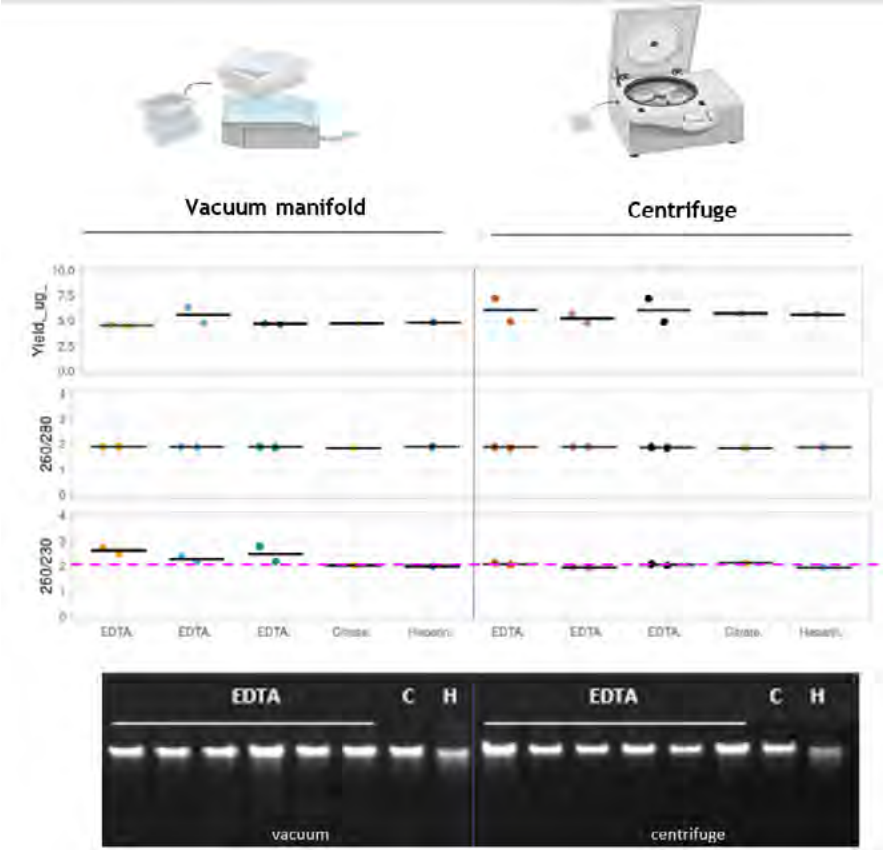 Vacuum manifold
Centrifuge
Yield_ug_
10.0
7.5
5.0
2.5
0.0
260/280
4
3
2
1
0
260/230
4
3
2
1
0
EDTA. EDTA. EDTA. Citrate. Heparin. EDTA. EDTA. EDTA. Citrate. Heparin.
EDTA C H EDTA C H
vacuum centrifuge